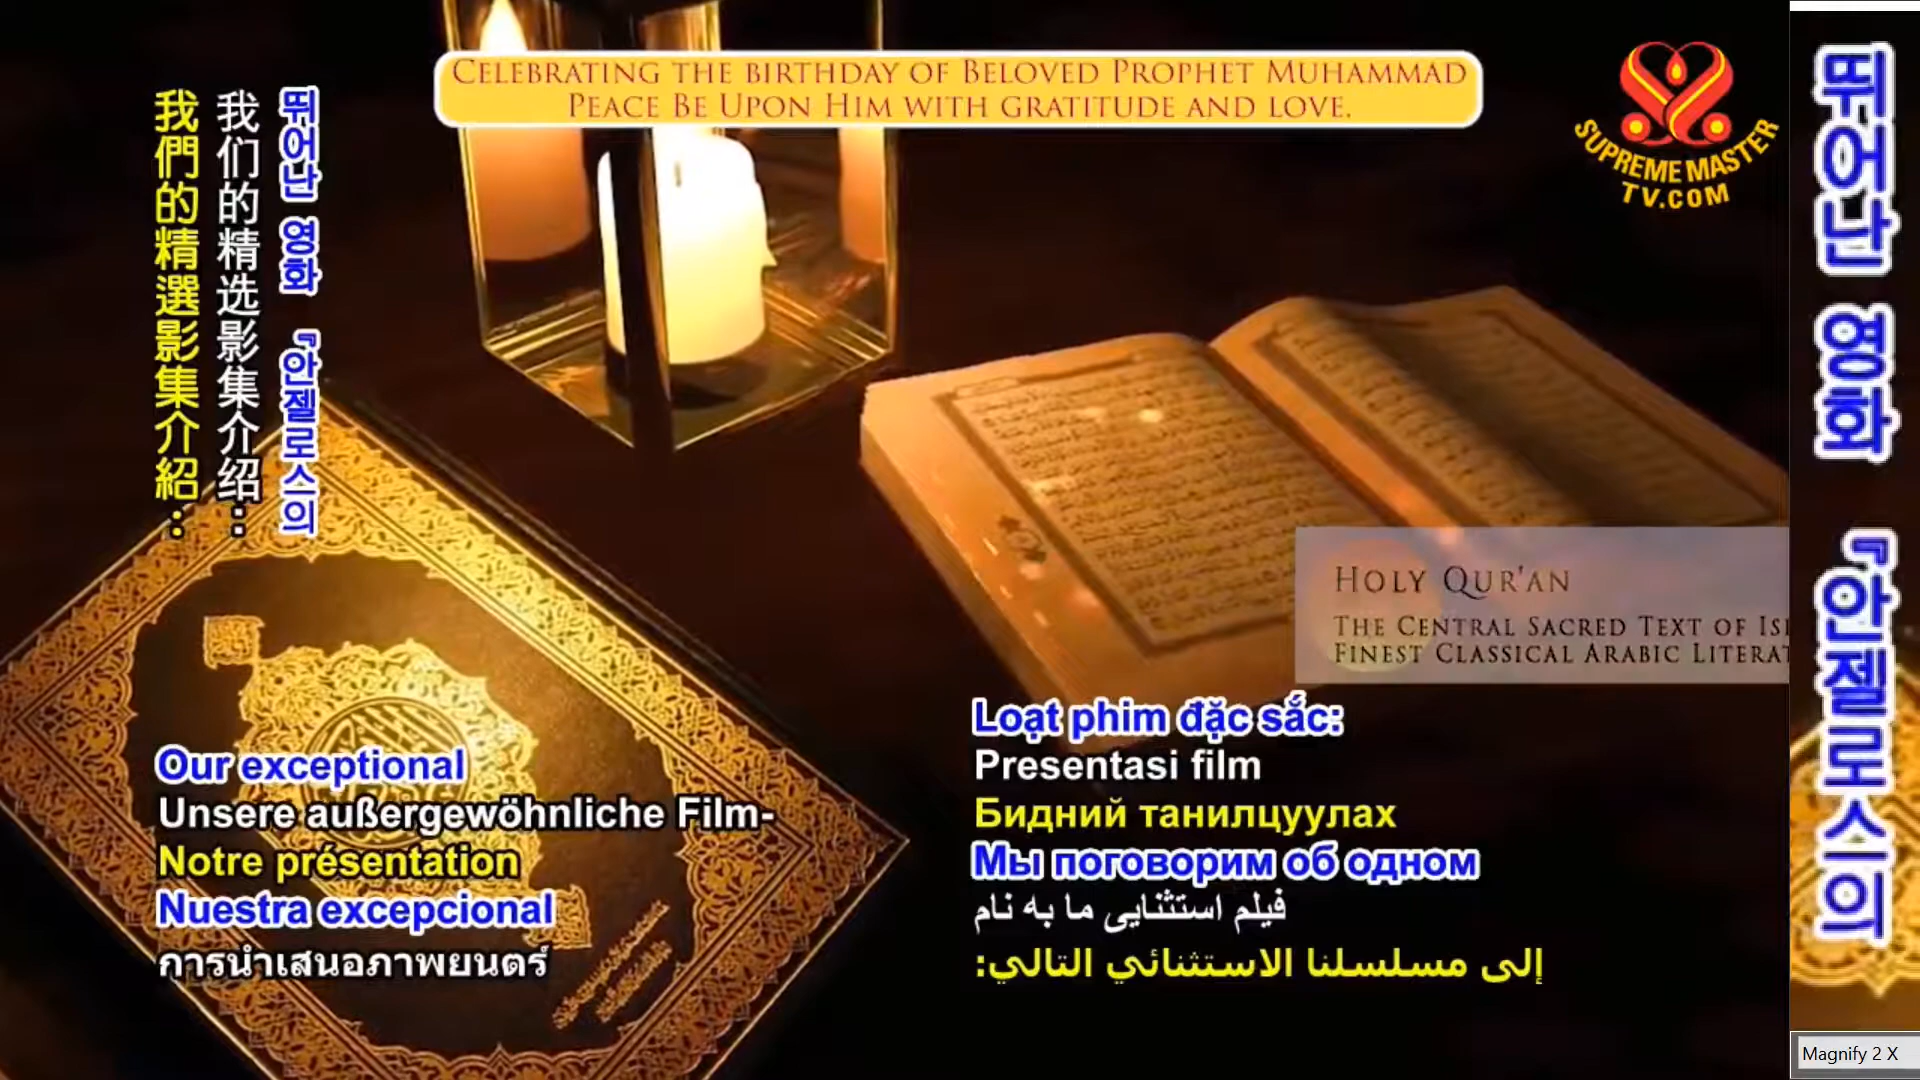 CELEBRATING THE BIRTHDAY OF BELOVED PROPHET MUHAMMAD
PEACE BE UPON HIM WITH GRATITUDE AND LOVE.
SUPREME MASTER
TV.COM
뛰어난 영화 『안젤로스의
我们的精选影集介绍：
我們的精選影集介紹：
HOLY QUR'AN
THE CENTRAL SACRED TEXT OF
FINEST CLASSICAL ARABIC
Our exceptional
Unsere außergewöhnliche Film-
Notre présentation
Nuestra excepcional
การนำเสนอภาพยนตร์
Loạt phim đặc sắc:
Presentasi film
Бидний танилцуулах
Мы поговорим об одном
فیلم استثنایی ما به نام
إلى مسلسلنا الاستثنائي التالي:
뛰어난 영화 『안젤로스의
Magnify 2 X